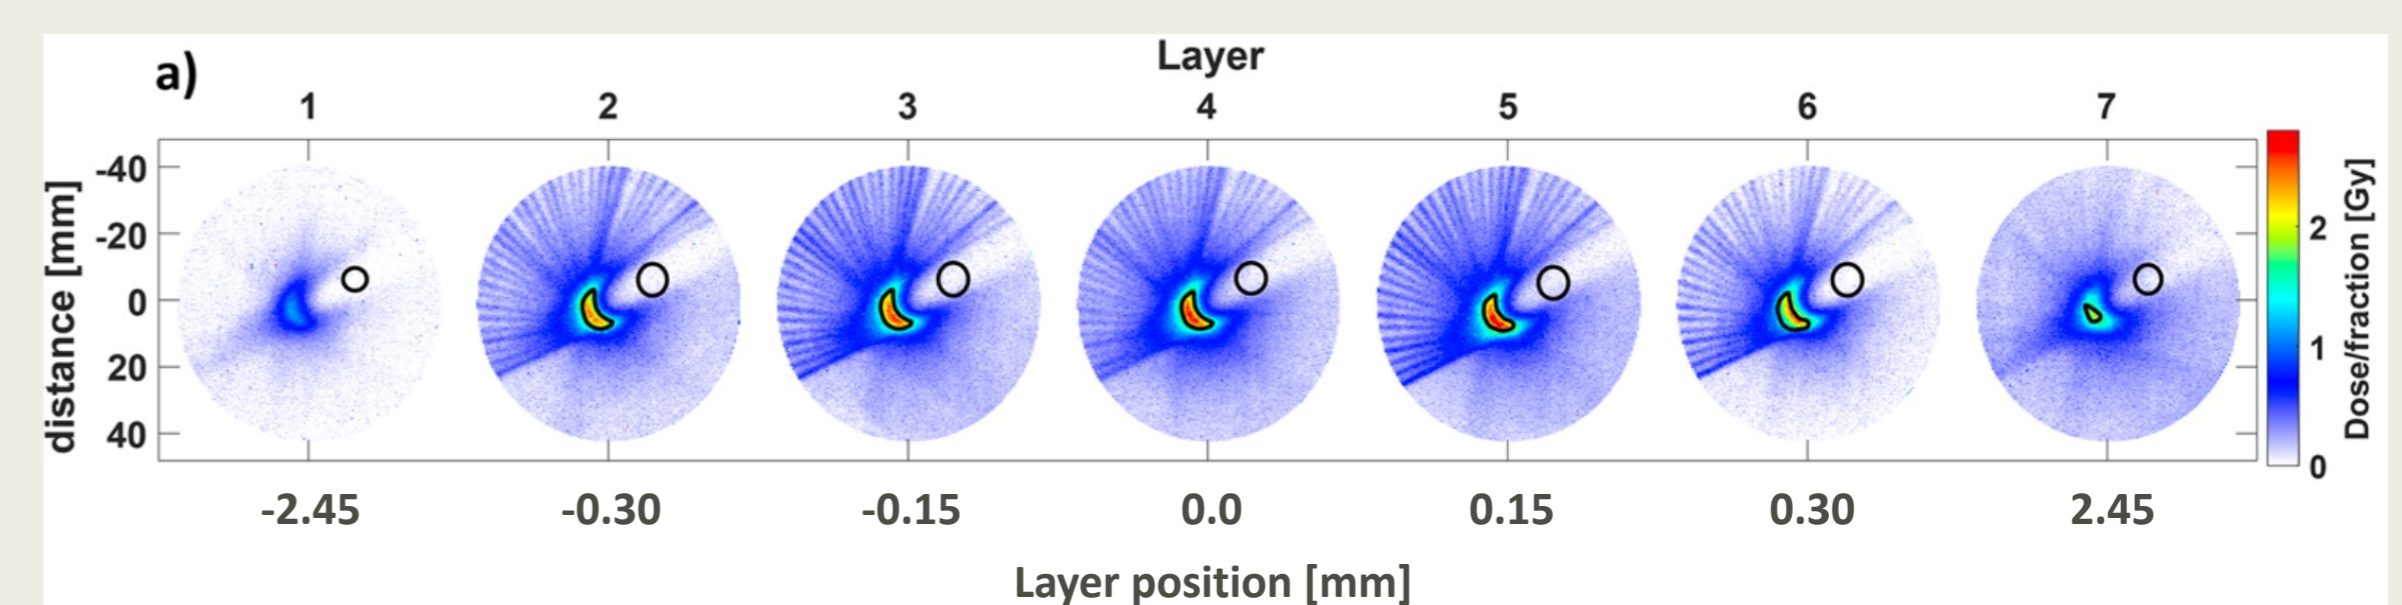 a)
Layer
1 2 3 4 5 6 7
distance [mm]
-40
-20
0
20
40
Dose/fraction [Gy]
2
1
0
-2.45 -0.30 -0.15 0.0 0.15 0.30 2.45
Layer position [mm]